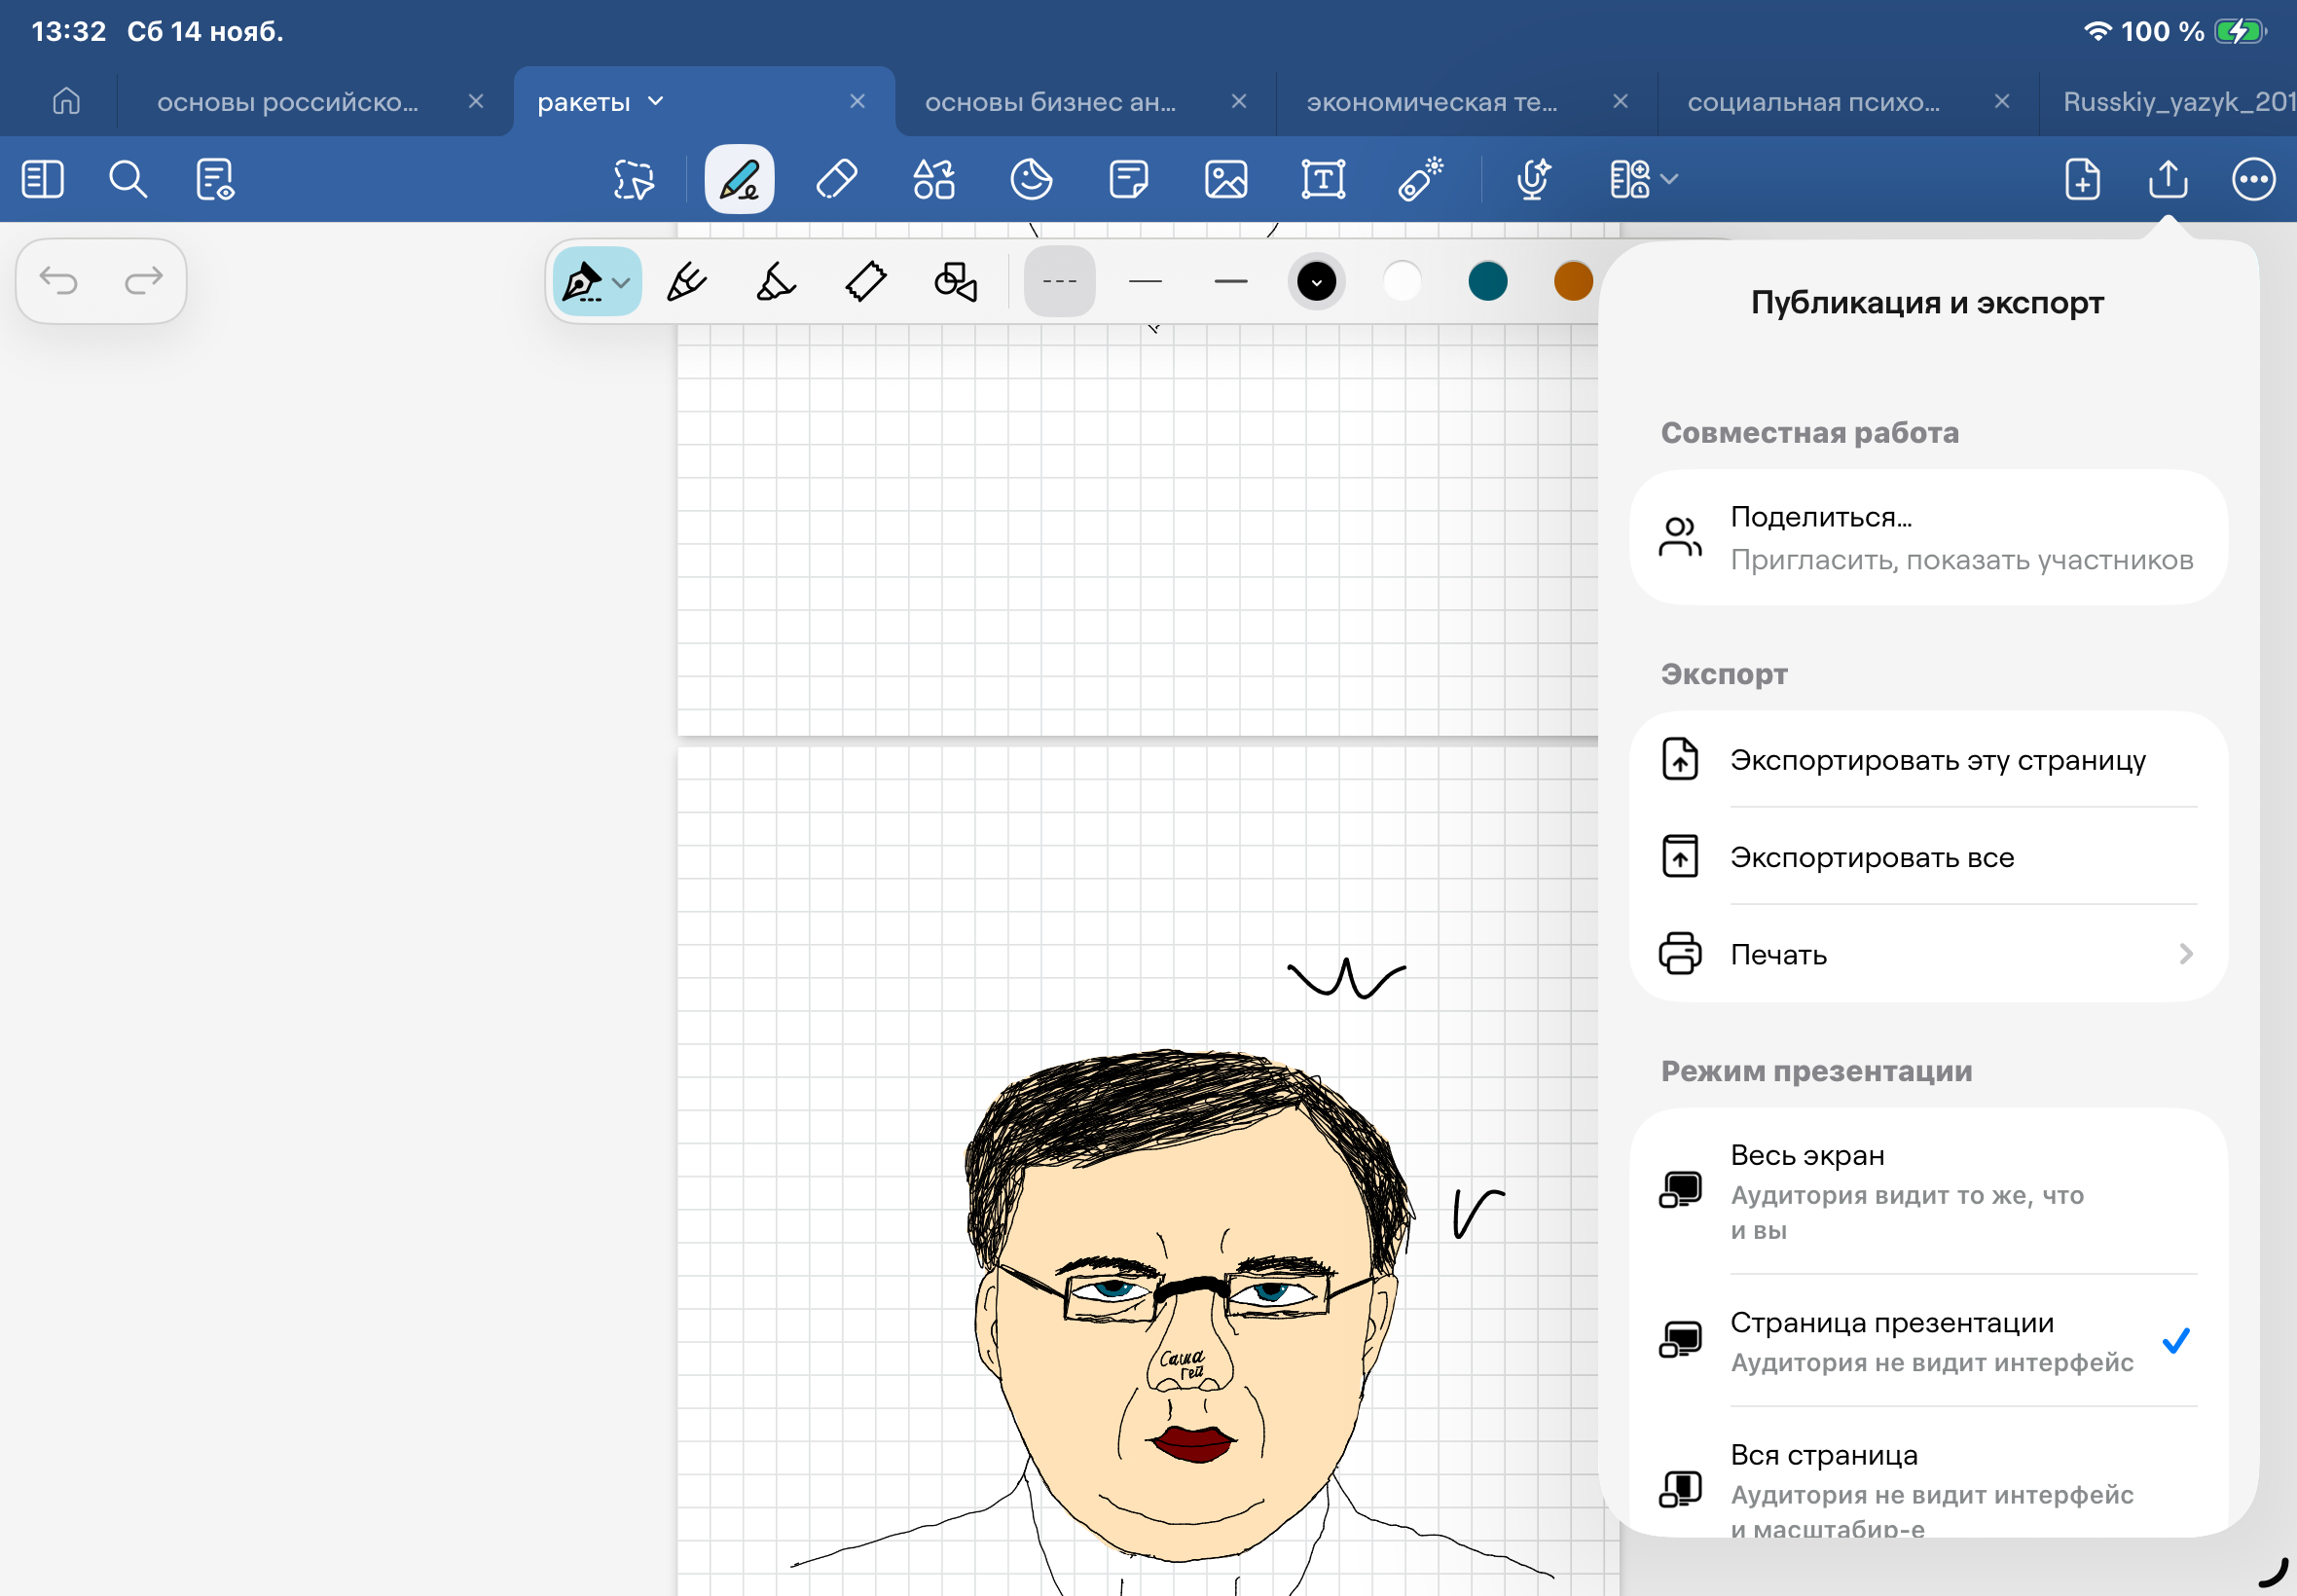 13:32 Сб 14 нояб.
100 %
основы российско...
ракеты
основы бизнес ан...
экономическая те...
социальная психо...
Russkiy_yazyk_201
Публикация и экспорт
Совместная работа
Поделиться...
Пригласить, показать участников
Экспорт
Экспортировать эту страницу
Экспортировать все
Печать
Режим презентации
Весь экран
Аудитория видит то же, что
и вы
Страница презентации
Аудитория не видит интерфейс
Вся страница
Аудитория не видит интерфейс
и масштабир-е
Саша
гей